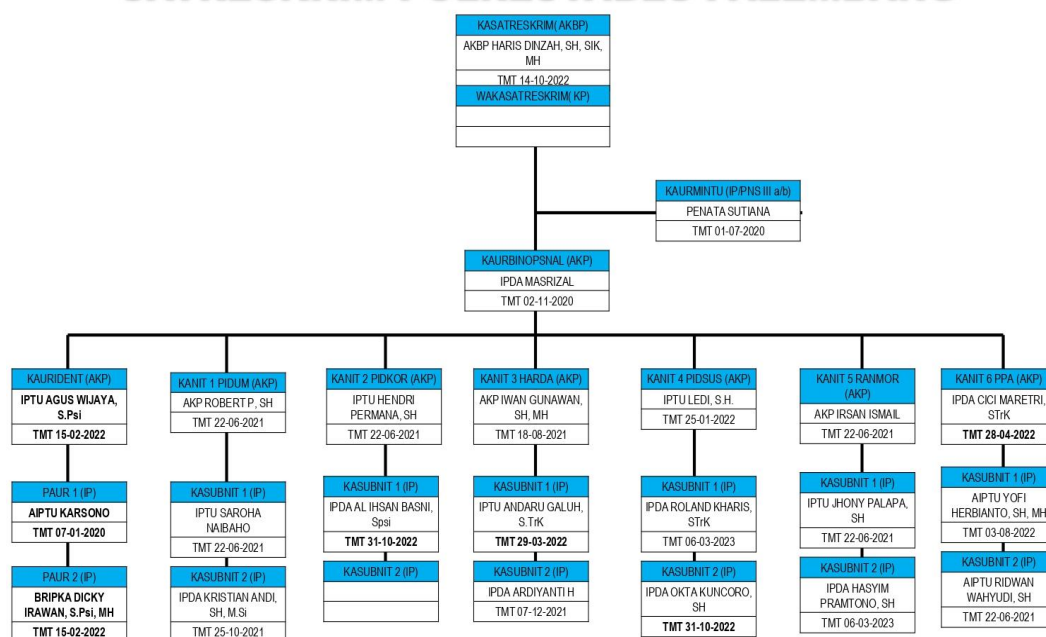 SATRESKRIM POLRESTABES PALEMBANG
KASATRESKRIM( AKBP)
AKBP HARIS DINZAH, SH, SIK,
MH
TMT 14-10-2022
WAKASATRESKRIM( KP)
KAURMINTU (IP/PNS III a/b)
PENATA SUTIANA
TMT 01-07-2020
KAURBINOPSNAL (AKP)
IPDA MASRIZAL
TMT 02-11-2020
KAURIDENT (AKP)
IPTU AGUS WIJAYA,
S.Psi
TMT 15-02-2022
PAUR 1 (IP)
AIPTU KARSONO
TMT 07-01-2020
PAUR 2 (IP)
BRIPKA DICKY
IRAWAN, S.Psi, MH
TMT 15-02-2022
KANIT 1 PIDUM (AKP)
AKP ROBERT P, SH
TMT 22-06-2021
KASUBNIT 1 (IP)
IPTU SAROHA
NAIBAHO
TMT 22-06-2021
KASUBNIT 2 (IP)
IPDA KRISTIAN ANDI,
SH, M.Si
TMT 25-10-2021
KANIT 2 PIDKOR (AKP)
IPTU HENDRI
PERMANA, SH
TMT 22-06-2021
KASUBNIT 1 (IP)
IPDA AL IHSAN BASNI,
Spsi
TMT 31-10-2022
KASUBNIT 2 (IP)
KANIT 3 HARDA (AKP)
AKP IWAN GUNAWAN,
SH, MH
TMT 18-08-2021
KASUBNIT 1 (IP)
IPTU ANDARU GALUH,
S.TrK
TMT 29-03-2022
KASUBNIT 2 (IP)
IPDA ARDIYANTI H
TMT 07-12-2021
KANIT 4 PIDSUS (AKP)
IPTU LEDI, S.H.
TMT 25-01-2022
KASUBNIT 1 (IP)
IPDA ROLAND KHARIS,
STrK
TMT 06-03-2023
KASUBNIT 2 (IP)
IPDA OKTA KUNCORO,
SH
TMT 31-10-2022
KANIT 5 RANMOR
(AKP)
AKP IRSAN ISMAIL
TMT 22-06-2021
KASUBNIT 1 (IP)
IPTU JHONY PALAPA,
SH
TMT 22-06-2021
KASUBNIT 2 (IP)
IPDA HASYIM
PRAMTONO, SH
TMT 06-03-2023
KANIT 6 PPA (AKP)
IPDA CICI MARETRI,
STrK
TMT 28-04-2022
KASUBNIT 1 (IP)
AIPTU YOFI
HERBIANTO, SH, MH
TMT 03-08-2022
KASUBNIT 2 (IP)
AIPTU RIDWAN
WAHYUDI, SH
TMT 22-06-2021